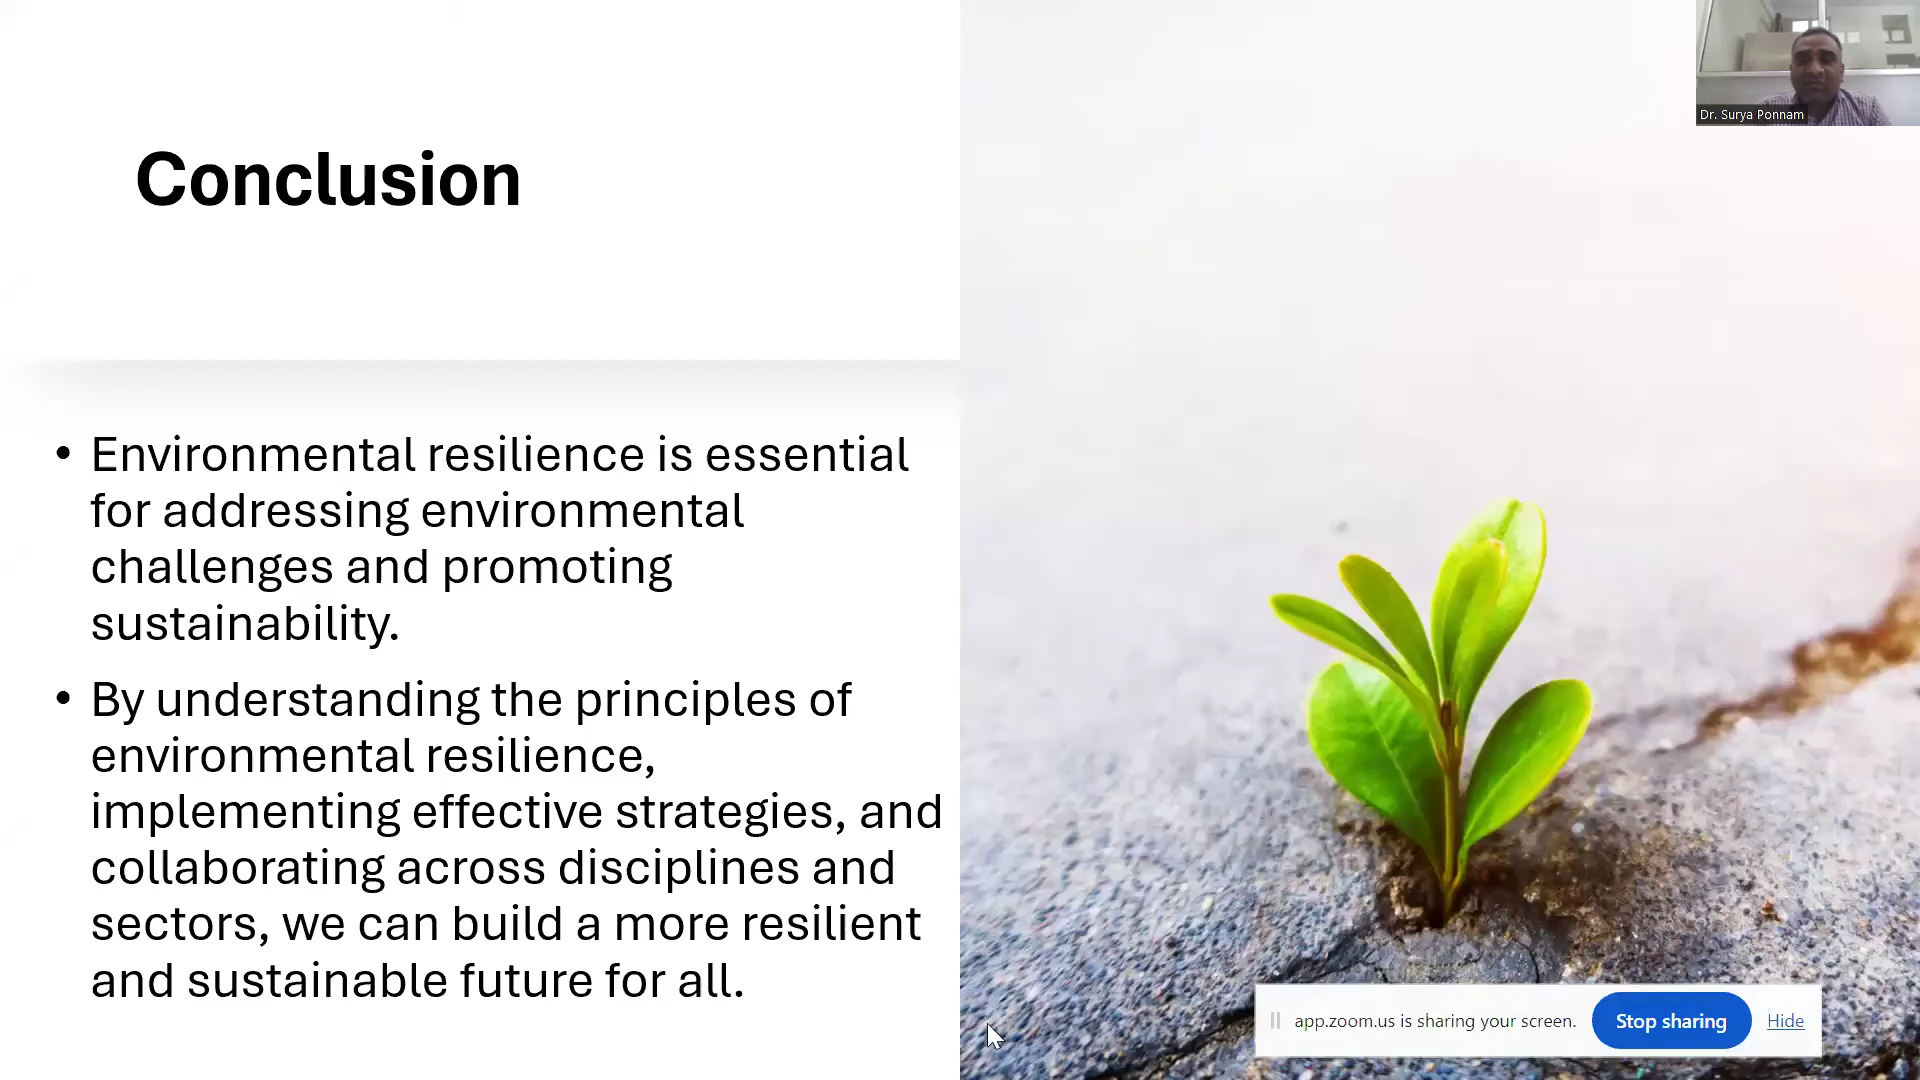 Dr. Surya Ponnam
Conclusion
• Environmental resilience is essential
for addressing environmental
challenges and promoting
sustainability.
• By understanding the principles of
environmental resilience,
implementing effective strategies, and
collaborating across disciplines and
sectors, we can build a more resilient
and sustainable future for all.
app.zoom.us is sharing your screen. Stop sharing Hide